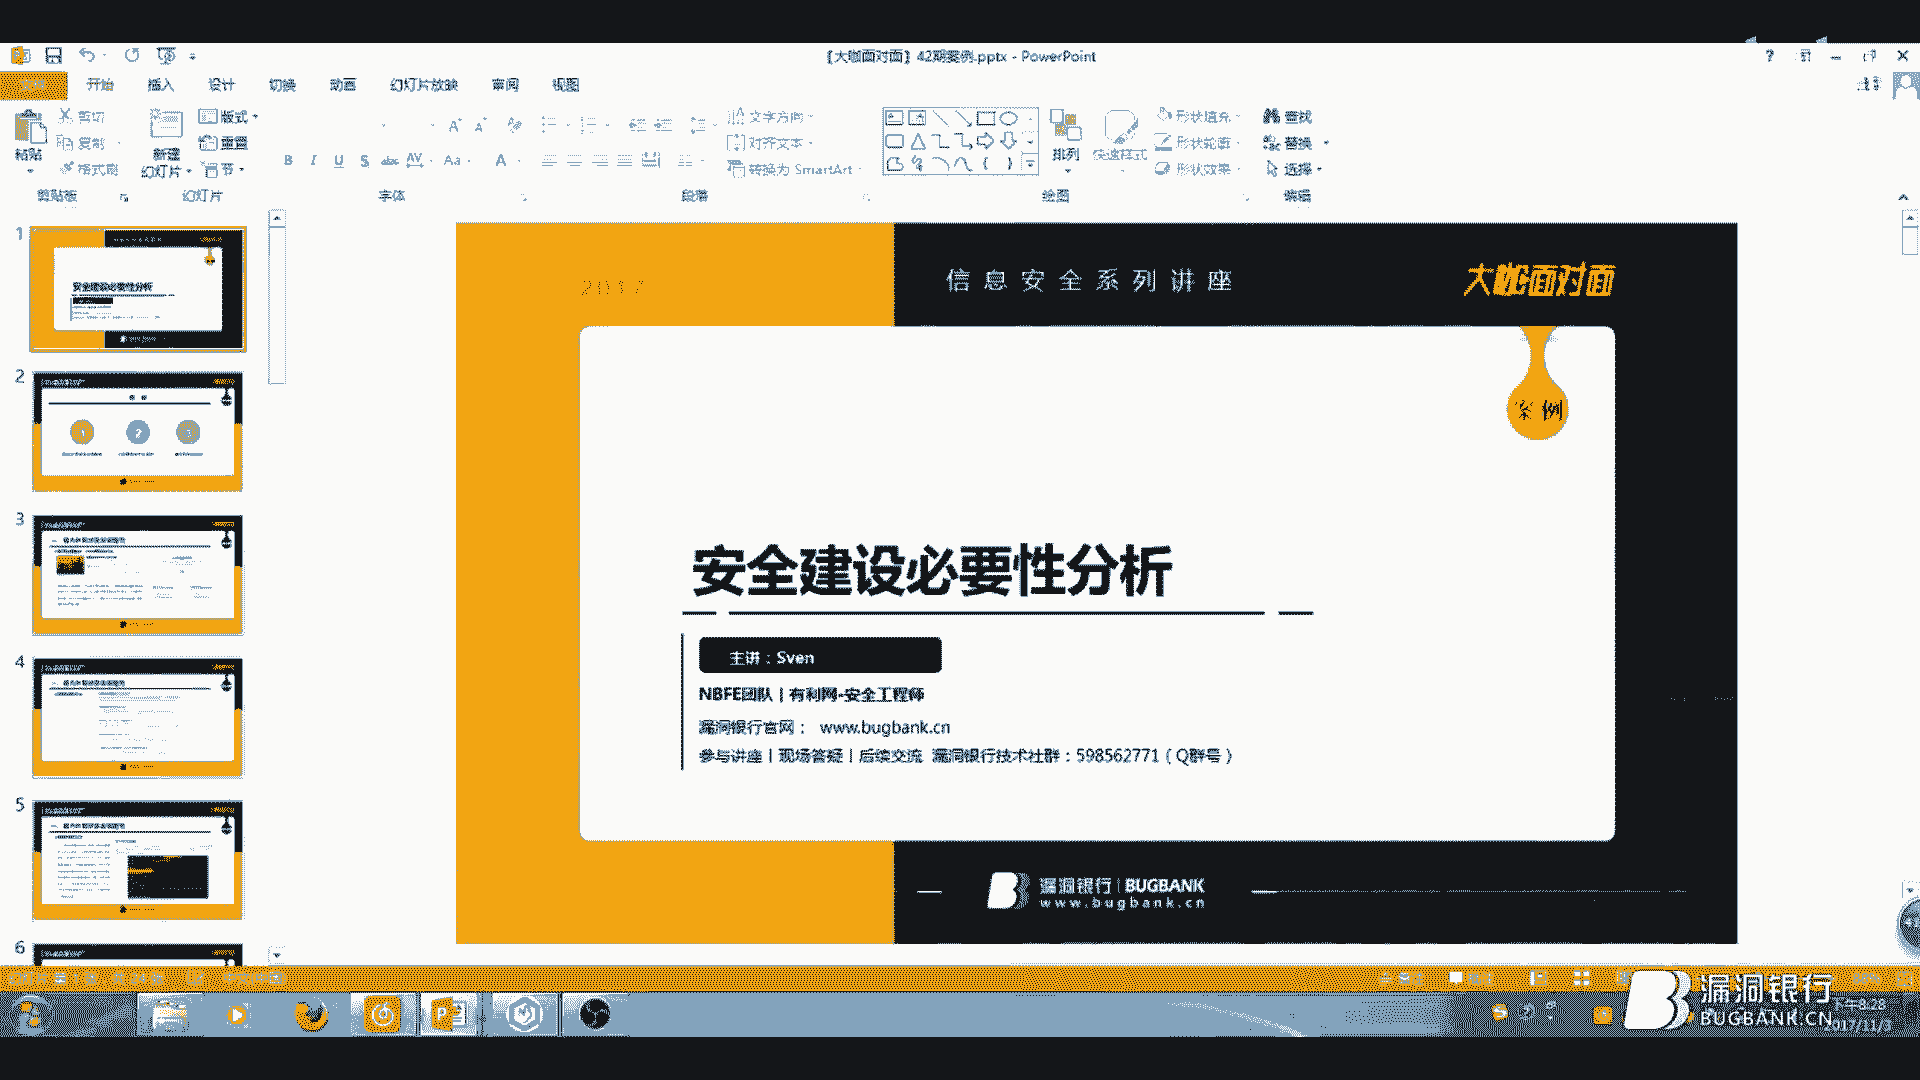 【大咖面对面】42期案例.pptx - PowerPoint
开始 插入 设计 切换 动画 幻灯片放映 审阅 视图
剪切
复制
格式刷
粘贴
新建
幻灯片
版式
重置
节
文字方向
对齐文本
转换为 SmartArt
排列
快速样式
形状填充
形状轮廓
形状效果
查找
替换
选择
剪贴板 幻灯片 字体 段落 绘图 编辑
1
2
3
4
5
6
2017
信息安全系列讲座
大咖面对面
案例
安全建设必要性分析
主讲：Sven
NBFE团队 | 有利网-安全工程师
漏洞银行官网： www.bugbank.cn
参与讲座 | 现场答疑 | 后续交流 漏洞银行技术社群：598562771（Q群号）
漏洞银行 | BUGBANK
www.bugbank.cn
漏洞银行
BUGBANK.CN
下午8:28
2017/11/3